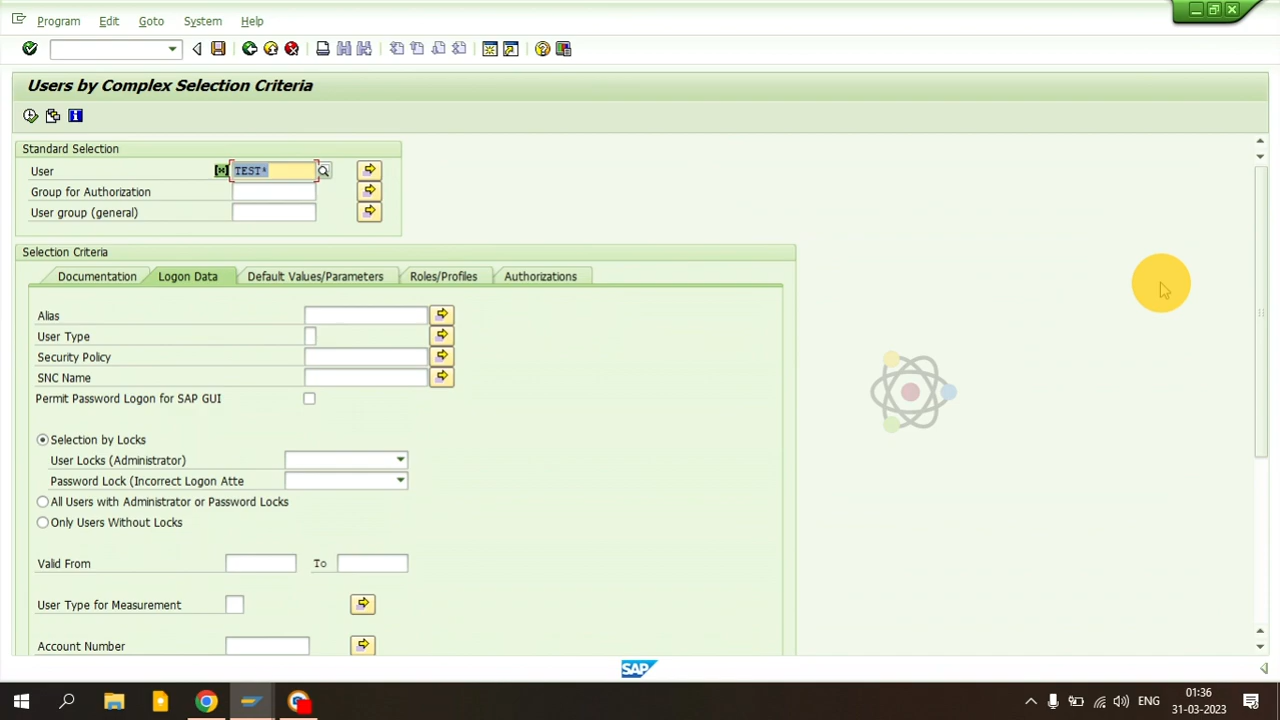 Program Edit Goto System Help
Users by Complex Selection Criteria
Standard Selection
User TEST*
Group for Authorization
User group (general)
Selection Criteria
Documentation Logon Data Default Values/Parameters Roles/Profiles Authorizations
Alias
User Type
Security Policy
SNC Name
Permit Password Logon for SAP GUI
Selection by Locks
User Locks (Administrator)
Password Lock (Incorrect Logon Atte
All Users with Administrator or Password Locks
Only Users Without Locks
Valid From To
User Type for Measurement
Account Number
SAP
ENG 01:36
31-03-2023